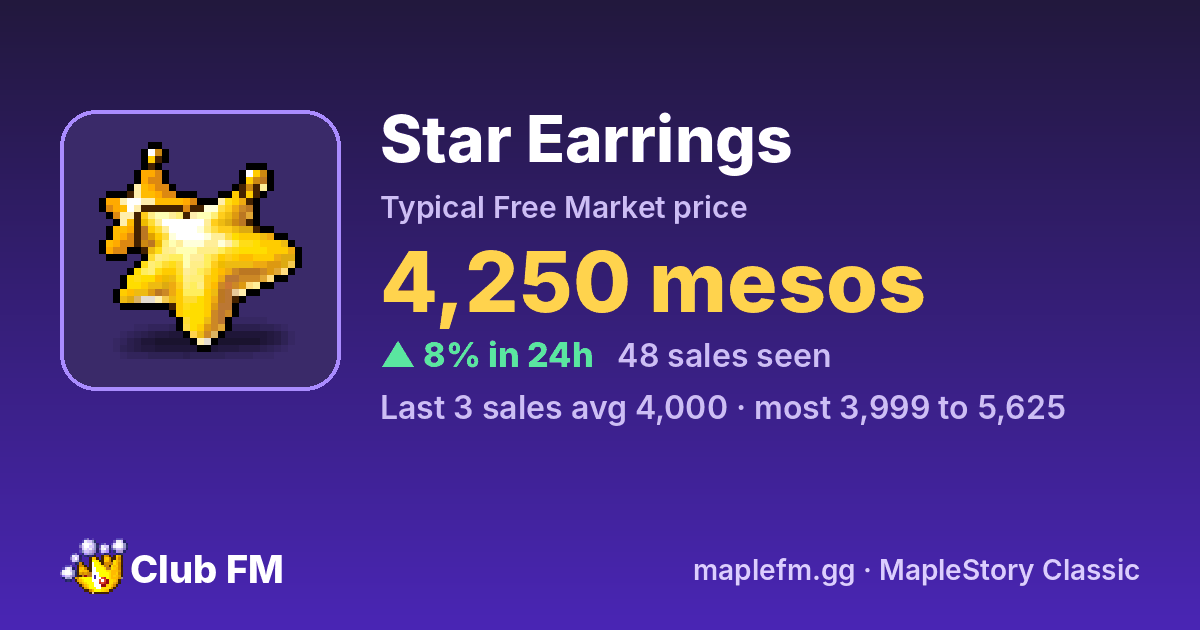 Star Earrings
Typical Free Market price
4,250 mesos
▲ 8% in 24h 48 sales seen
Last 3 sales avg 4,000 · most 3,999 to 5,625
Club FM
maplefm.gg · MapleStory Classic